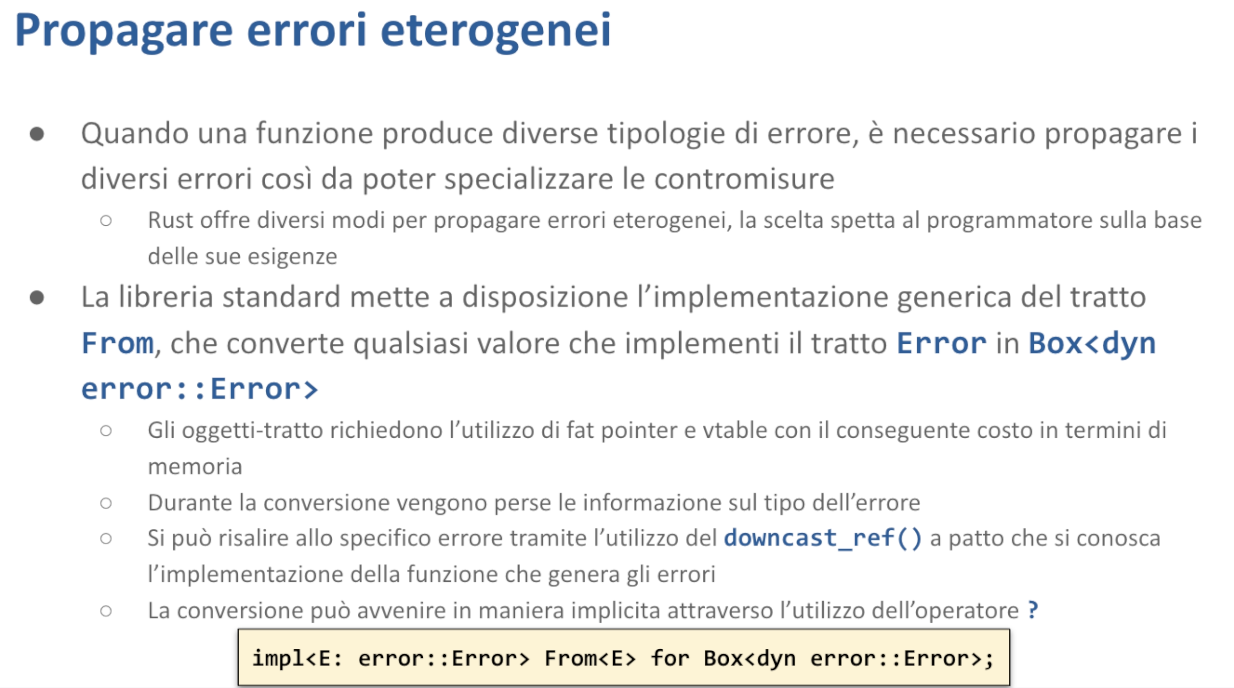 Propagare errori eterogenei
● Quando una funzione produce diverse tipologie di errore, è necessario propagare i
diversi errori così da poter specializzare le contromisure
○ Rust offre diversi modi per propagare errori eterogenei, la scelta spetta al programmatore sulla base
delle sue esigenze
● La libreria standard mette a disposizione l’implementazione generica del tratto
From, che converte qualsiasi valore che implementi il tratto Error in Box<dyn
error::Error>
○ Gli oggetti-tratto richiedono l’utilizzo di fat pointer e vtable con il conseguente costo in termini di
memoria
○ Durante la conversione vengono perse le informazione sul tipo dell’errore
○ Si può risalire allo specifico errore tramite l’utilizzo del downcast_ref() a patto che si conosca
l’implementazione della funzione che genera gli errori
○ La conversione può avvenire in maniera implicita attraverso l’utilizzo dell’operatore ?
impl<E: error::Error> From<E> for Box<dyn error::Error>;